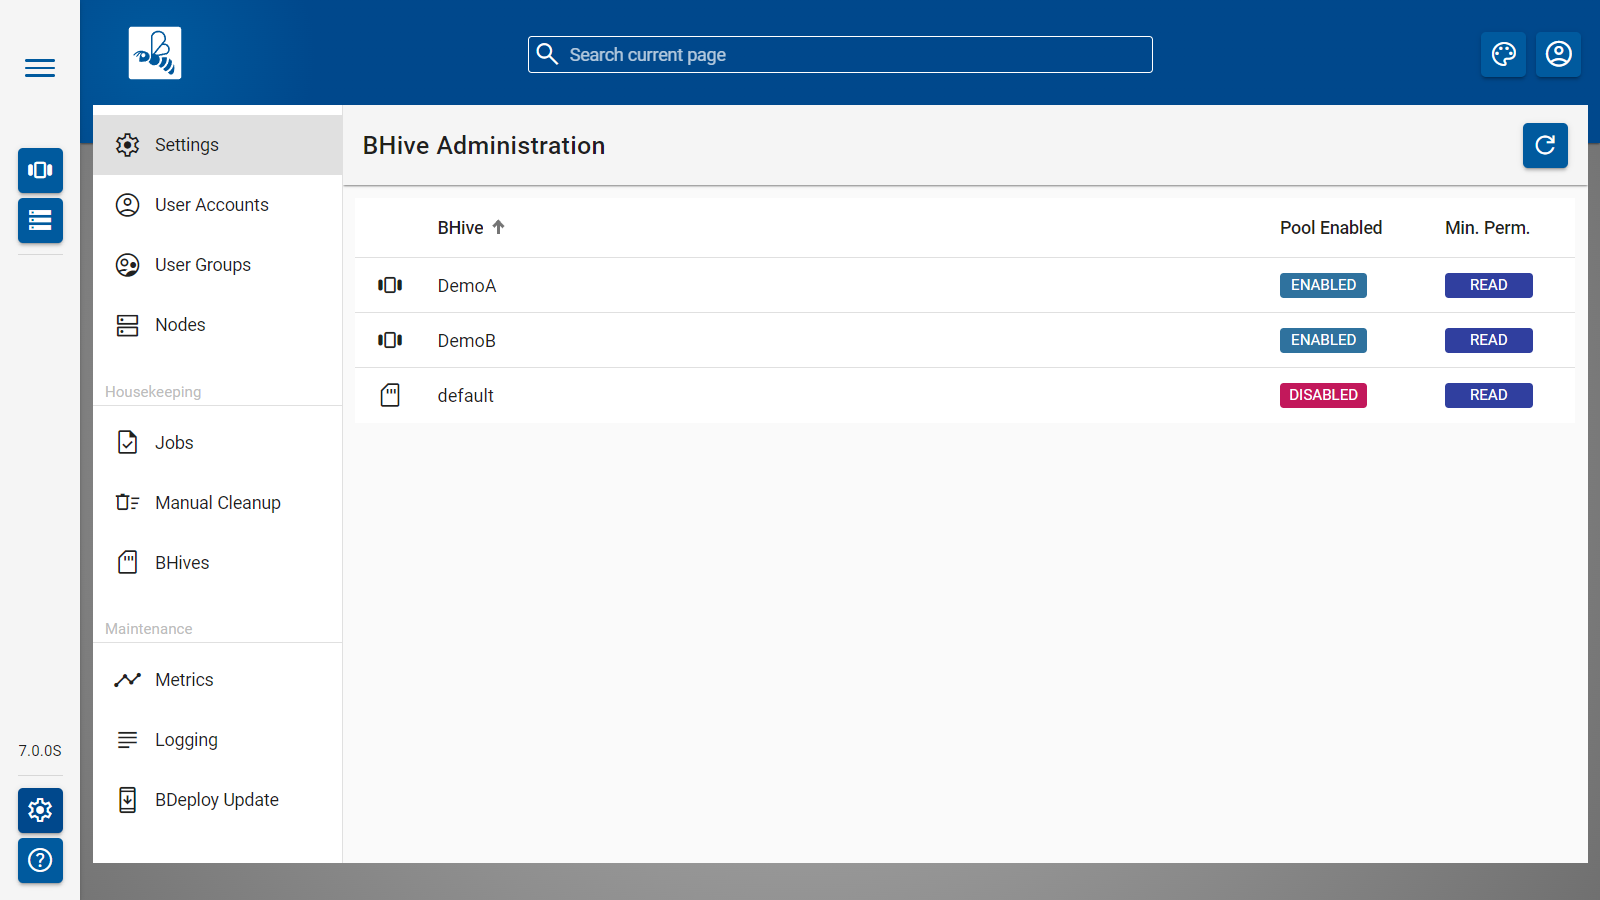 Search current page
Settings
User Accounts
User Groups
Nodes
Housekeeping
Jobs
Manual Cleanup
BHives
Maintenance
Metrics
Logging
BDeploy Update
7.0.0S
BHive Administration
BHive Pool Enabled Min. Perm.
DemoA ENABLED READ
DemoB ENABLED READ
default DISABLED READ